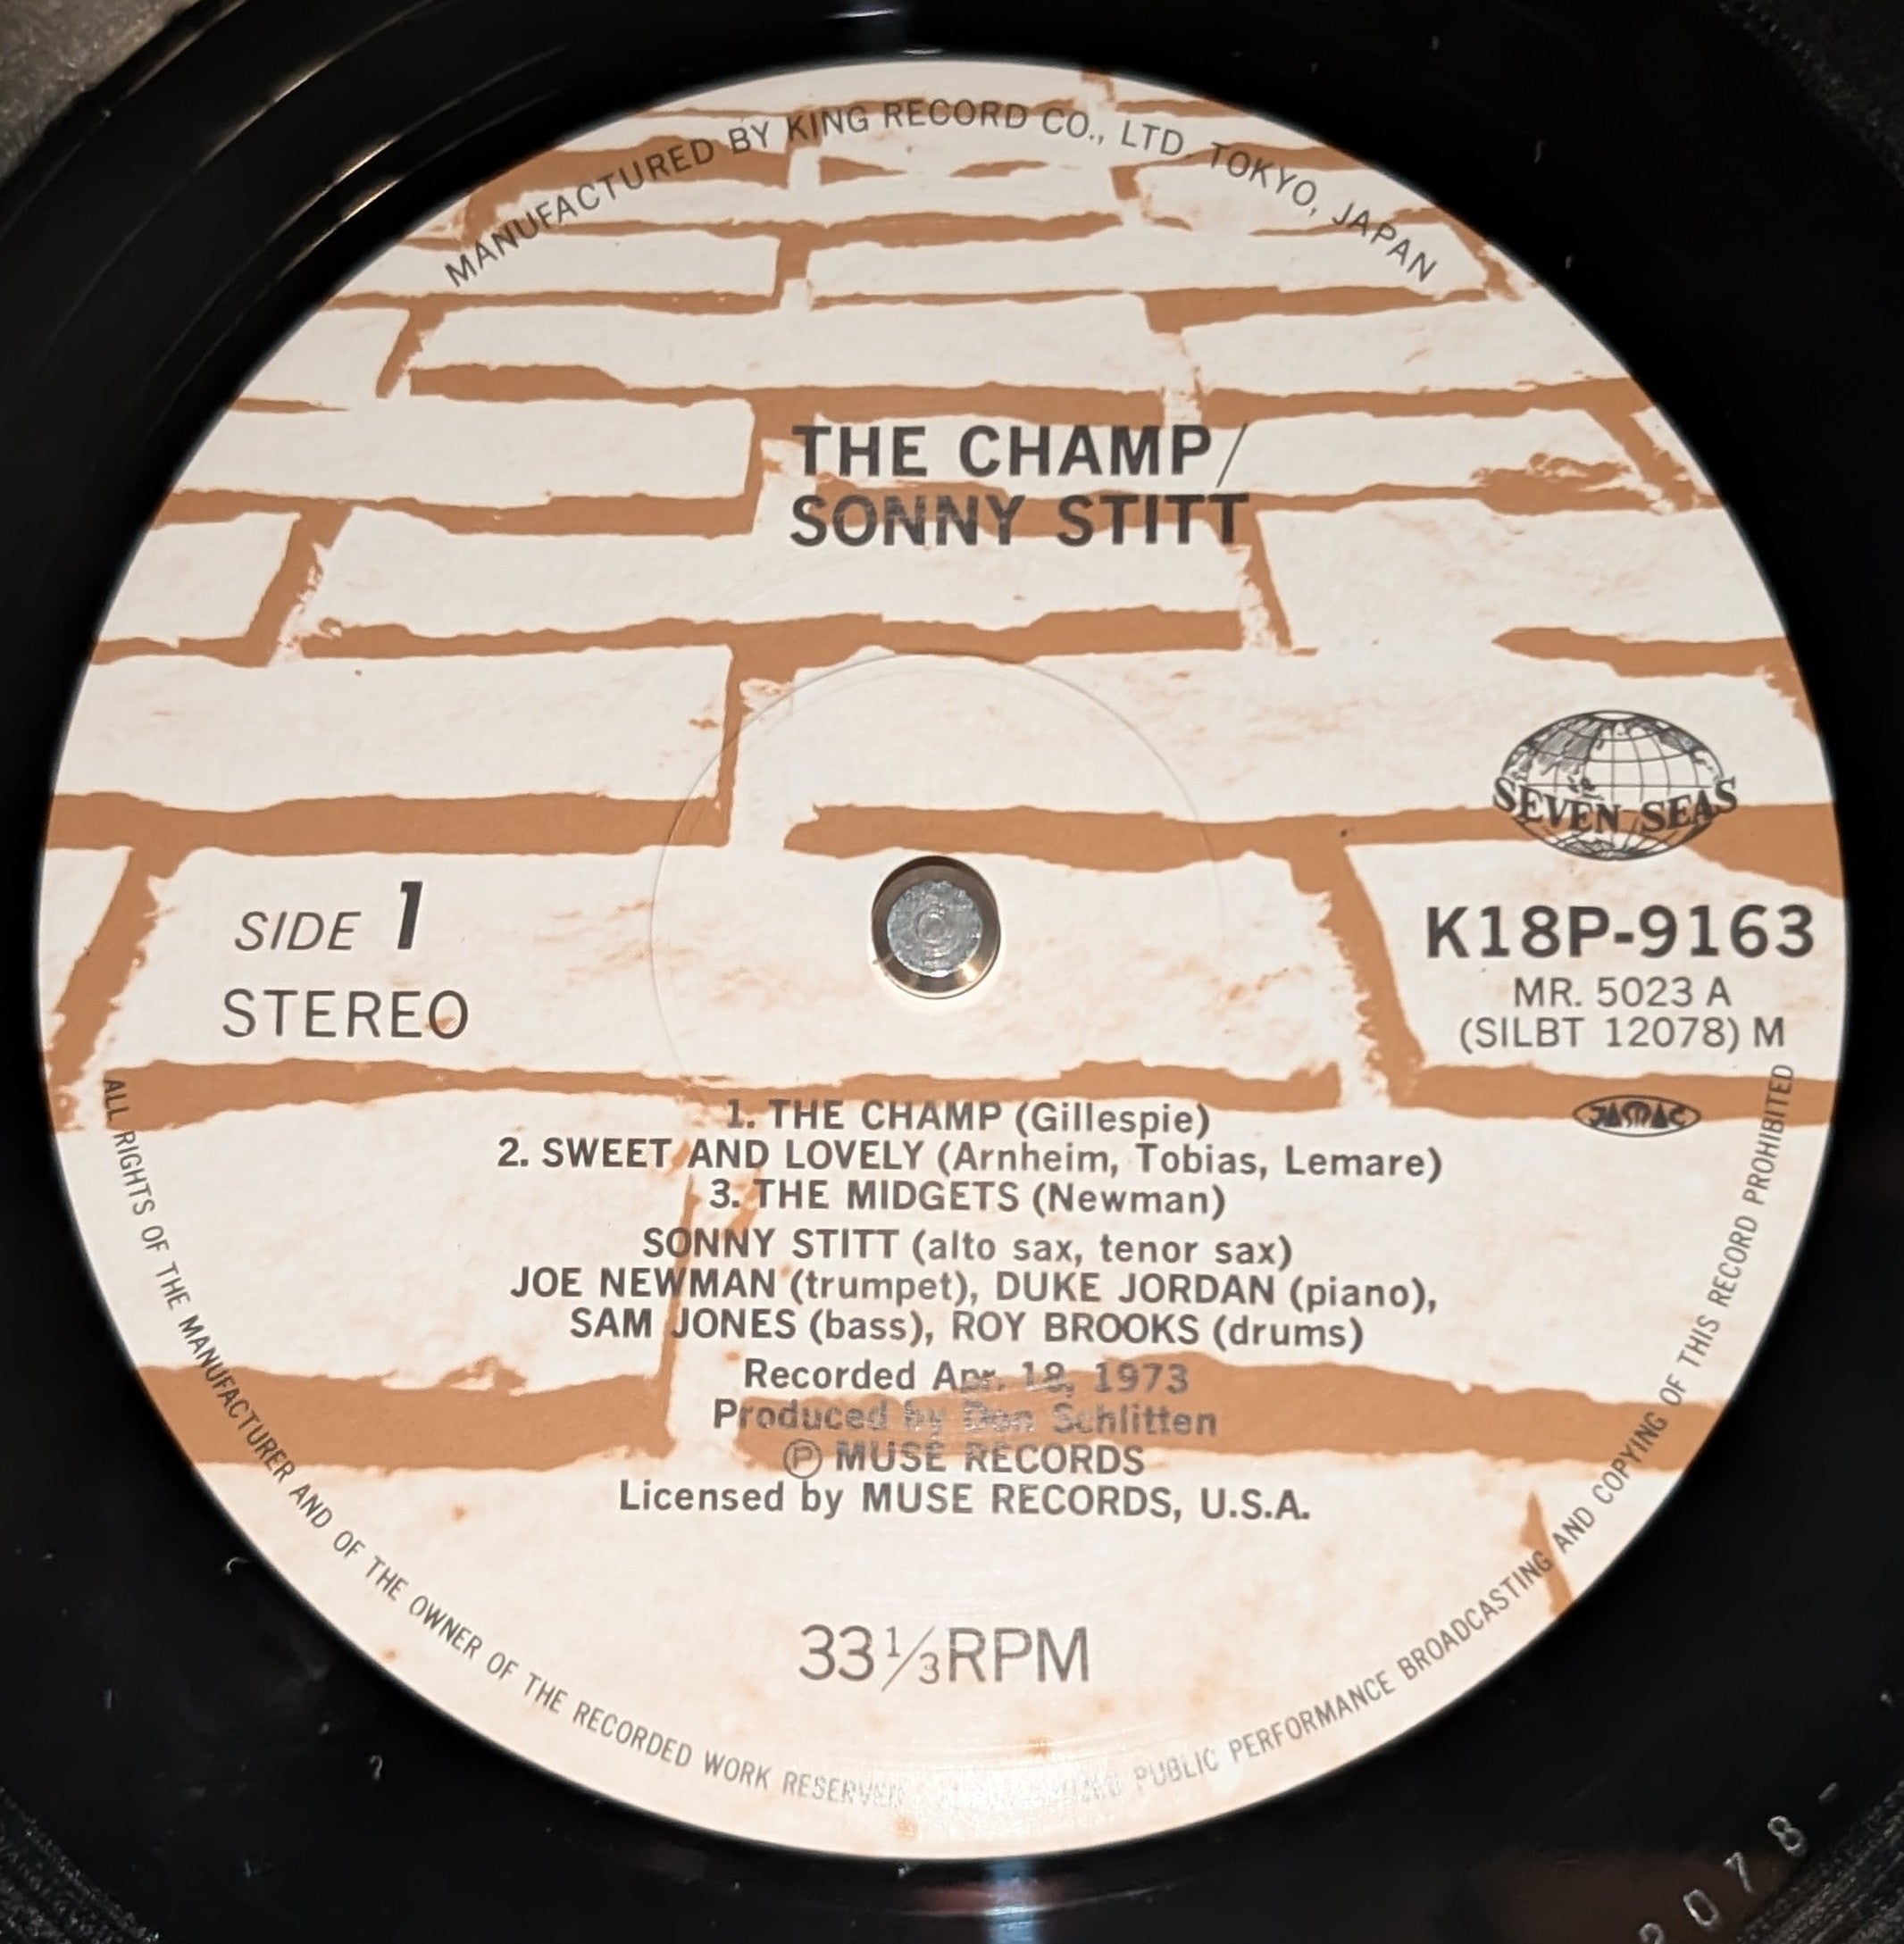 MANUFACTURED BY KING RECORD CO., LTD. TOKYO, JAPAN
THE CHAMP/
SONNY STITT
SEVEN SEAS
SIDE 1
STEREO
K18P-9163
MR. 5023 A
(SILBT 12078) M
JASRAC
1. THE CHAMP (Gillespie)
2. SWEET AND LOVELY (Arnheim, Tobias, Lemare)
3. THE MIDGETS (Newman)
SONNY STITT (alto sax, tenor sax)
JOE NEWMAN (trumpet), DUKE JORDAN (piano),
SAM JONES (bass), ROY BROOKS (drums)
Recorded Apr. 18, 1973
Produced by Don Schlitten
Ⓟ MUSE RECORDS
Licensed by MUSE RECORDS, U.S.A.
33⅓RPM
ALL RIGHTS OF THE MANUFACTURER AND OF THE OWNER OF THE RECORDED WORK RESERVED PUBLIC PERFORMANCE BROADCASTING AND COPYING OF THIS RECORD PROHIBITED
2078-